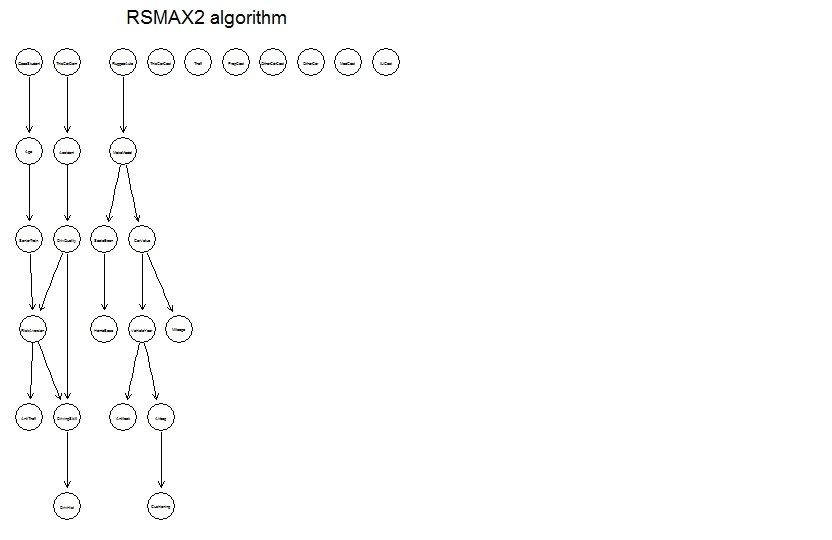 RSMAX2 algorithm
GoodStudent
ThisCarDam
RuggedAuto
ThisCarCost
Theft
PropCost
OtherCarCost
OtherCar
MedCost
ILiCost
Age
Accident
MakeModel
SeniorTrain
DrivQuality
SocioEcon
CarValue
RiskAversion
HomeBase
VehicleYear
Mileage
AntiTheft
DrivingSkill
Antilock
Airbag
DrivHist
Cushioning